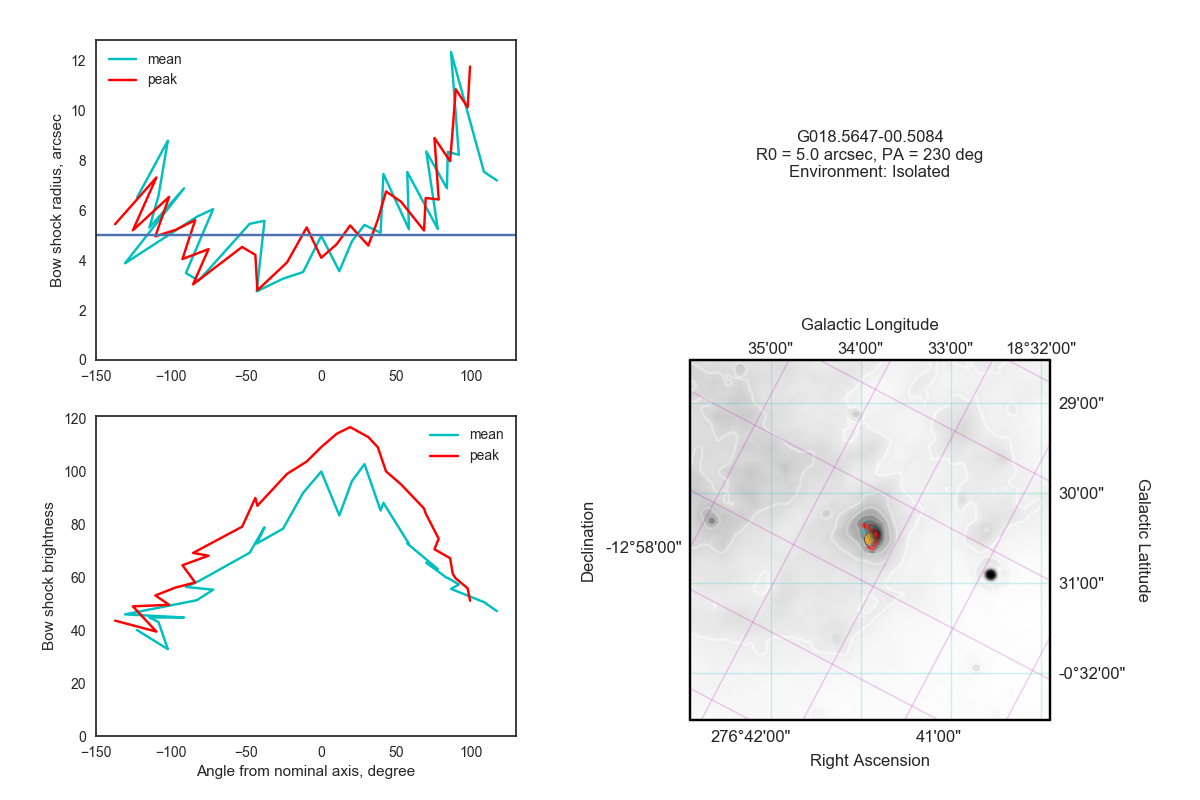 12
10
8
6
4
2
0
Bow shock radius, arcsec
mean
peak
−150
−100
−50
0
50
100
120
100
80
60
40
20
0
Bow shock brightness
mean
peak
−150
−100
−50
0
50
100
Angle from nominal axis, degree
G018.5647-00.5084
R0 = 5.0 arcsec, PA = 230 deg
Environment: Isolated
Galactic Longitude
35'00" 34'00" 33'00" 18°32'00"
29'00"
30'00"
31'00"
-0°32'00"
Galactic Latitude
Declination
-12°58'00"
276°42'00" 41'00"
Right Ascension